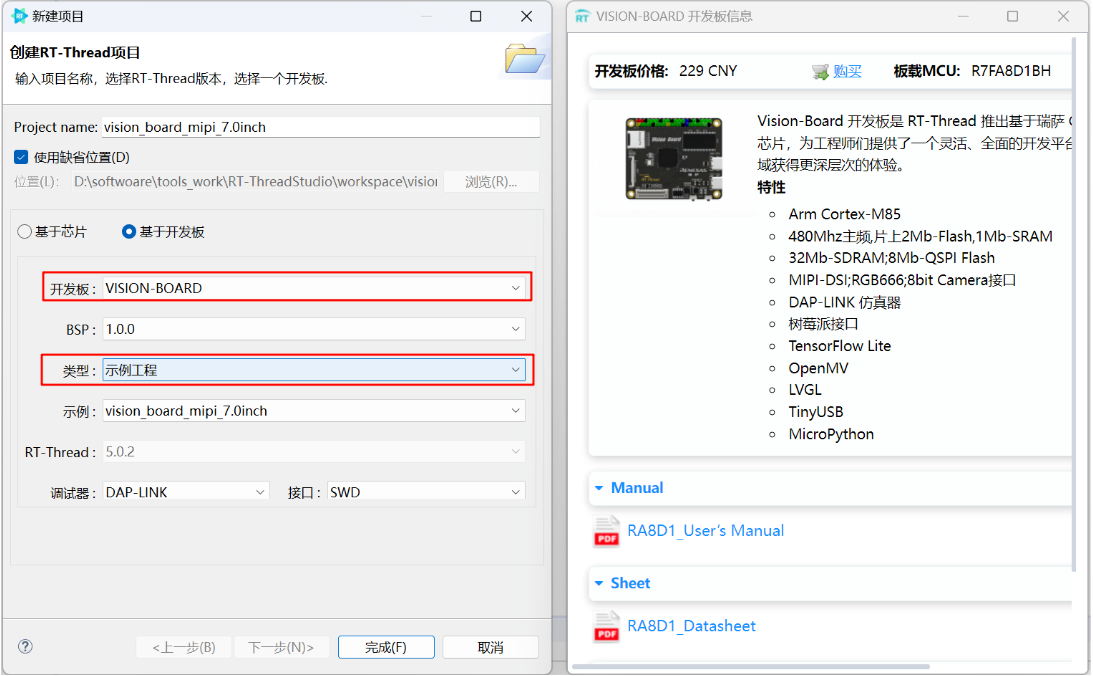 新建项目
创建RT-Thread项目
输入项目名称，选择RT-Thread版本，选择一个开发板.
Project name: vision_board_mipi_7.0inch
使用缺省位置(D)
位置(L): D:\softwoare\tools_work\RT-ThreadStudio\workspace\vision 浏览(R)...
基于芯片 基于开发板
开发板: VISION-BOARD
BSP: 1.0.0
类型: 示例工程
示例: vision_board_mipi_7.0inch
RT-Thread: 5.0.2
调试器: DAP-LINK 接口: SWD
<上一步(B) 下一步(N)> 完成(F) 取消
VISION-BOARD 开发板信息
开发板价格: 229 CNY 购买 板载MCU: R7FA8D1BH
Vision-Board 开发板是 RT-Thread 推出基于瑞萨
芯片，为工程师们提供了一个灵活、全面的开发平台
域获得更深层次的体验。
特性
Arm Cortex-M85
480Mhz主频,片上2Mb-Flash,1Mb-SRAM
32Mb-SDRAM;8Mb-QSPI Flash
MIPI-DSI;RGB666;8bit Camera接口
DAP-LINK 仿真器
树莓派接口
TensorFlow Lite
OpenMV
LVGL
TinyUSB
MicroPython
Manual
RA8D1_User's Manual
Sheet
RA8D1_Datasheet